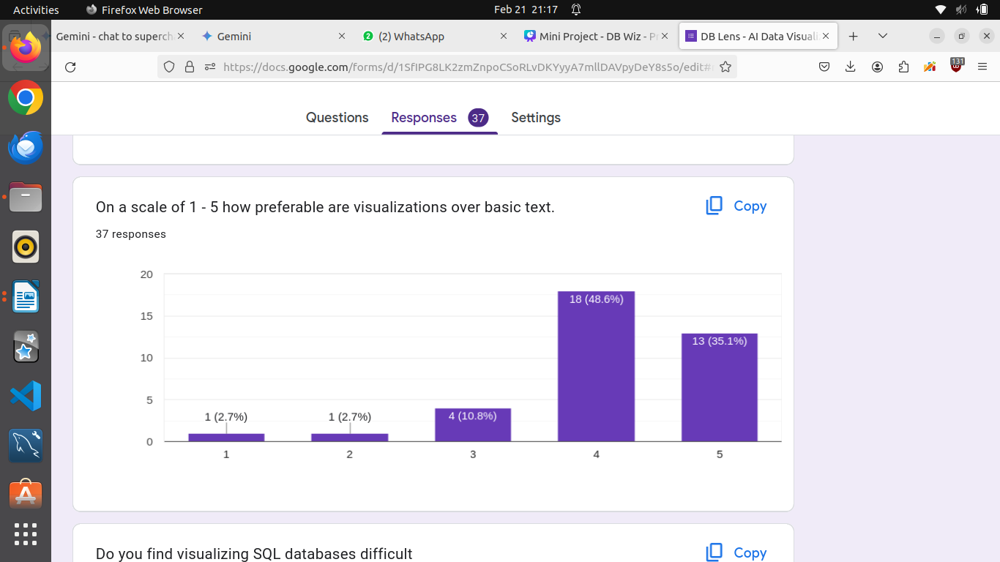 Activities
Firefox Web Browser
Feb 21 21:17
Gemini - chat to superch
Gemini
(2) WhatsApp
Mini Project - DB Wiz - P
DB Lens - AI Data Visuali
https://docs.google.com/forms/d/1SfIPG8LK2zmZnpoCSoRLvDKYyyA7mllDAVpyDeY8s5o/edit#
131
Questions
Responses 37
Settings
On a scale of 1 - 5 how preferable are visualizations over basic text.
Copy
37 responses
20
15
10
5
0
1 (2.7%)
1 (2.7%)
4 (10.8%)
18 (48.6%)
13 (35.1%)
1
2
3
4
5
Do you find visualizing SQL databases difficult
Copy